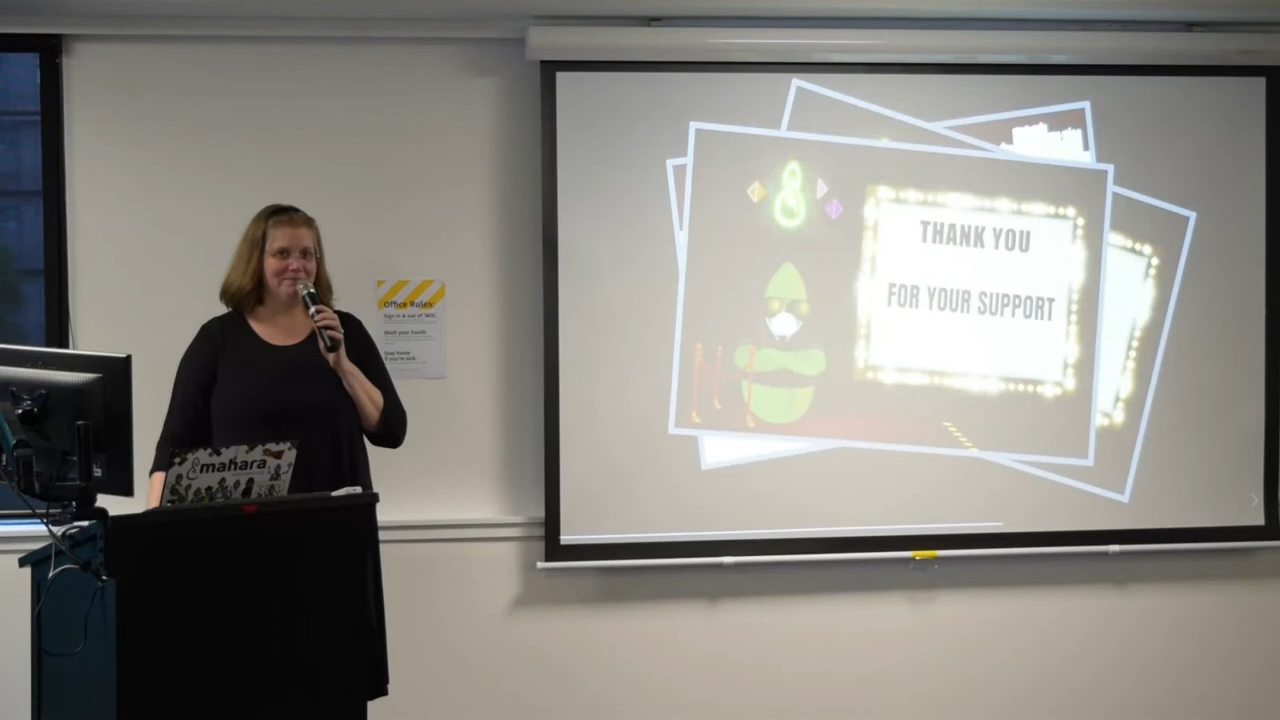 Office Rules:
Sign in & out of 'WIS'
Wash your hands
Stay home
if you're sick.
mahara
THANK YOU
FOR YOUR SUPPORT